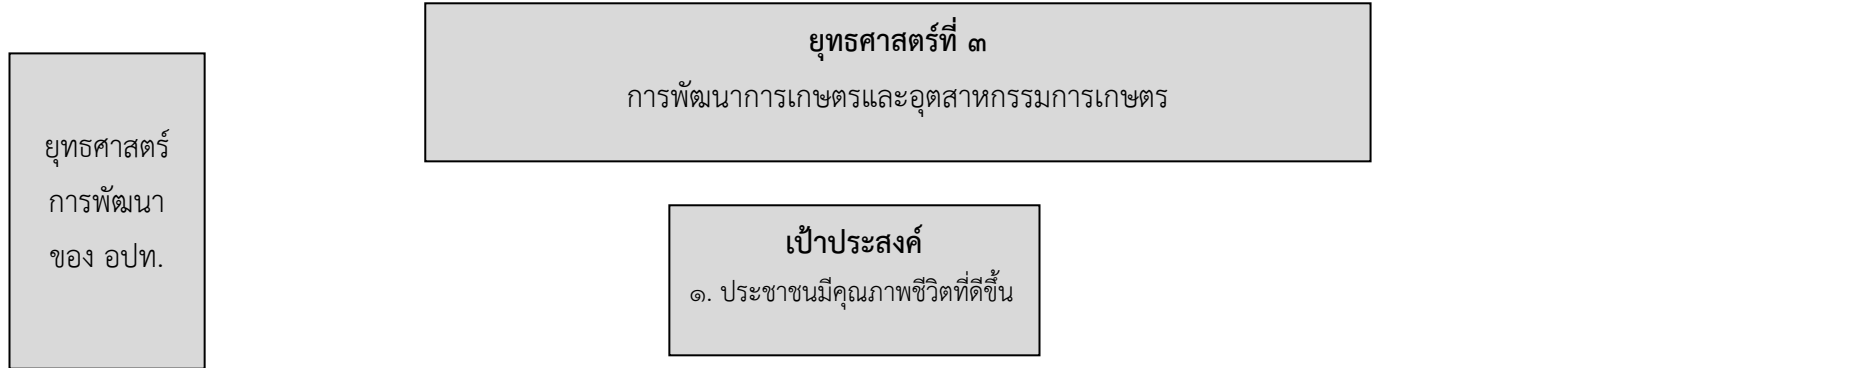 ยุทธศาสตร์ที่ ๓
การพัฒนาการเกษตรและอุตสาหกรรมการเกษตร
ยุทธศาสตร์
การพัฒนา
ของ อปท.
เป้าประสงค์
๑. ประชาชนมีคุณภาพชีวิตที่ดีขึ้น